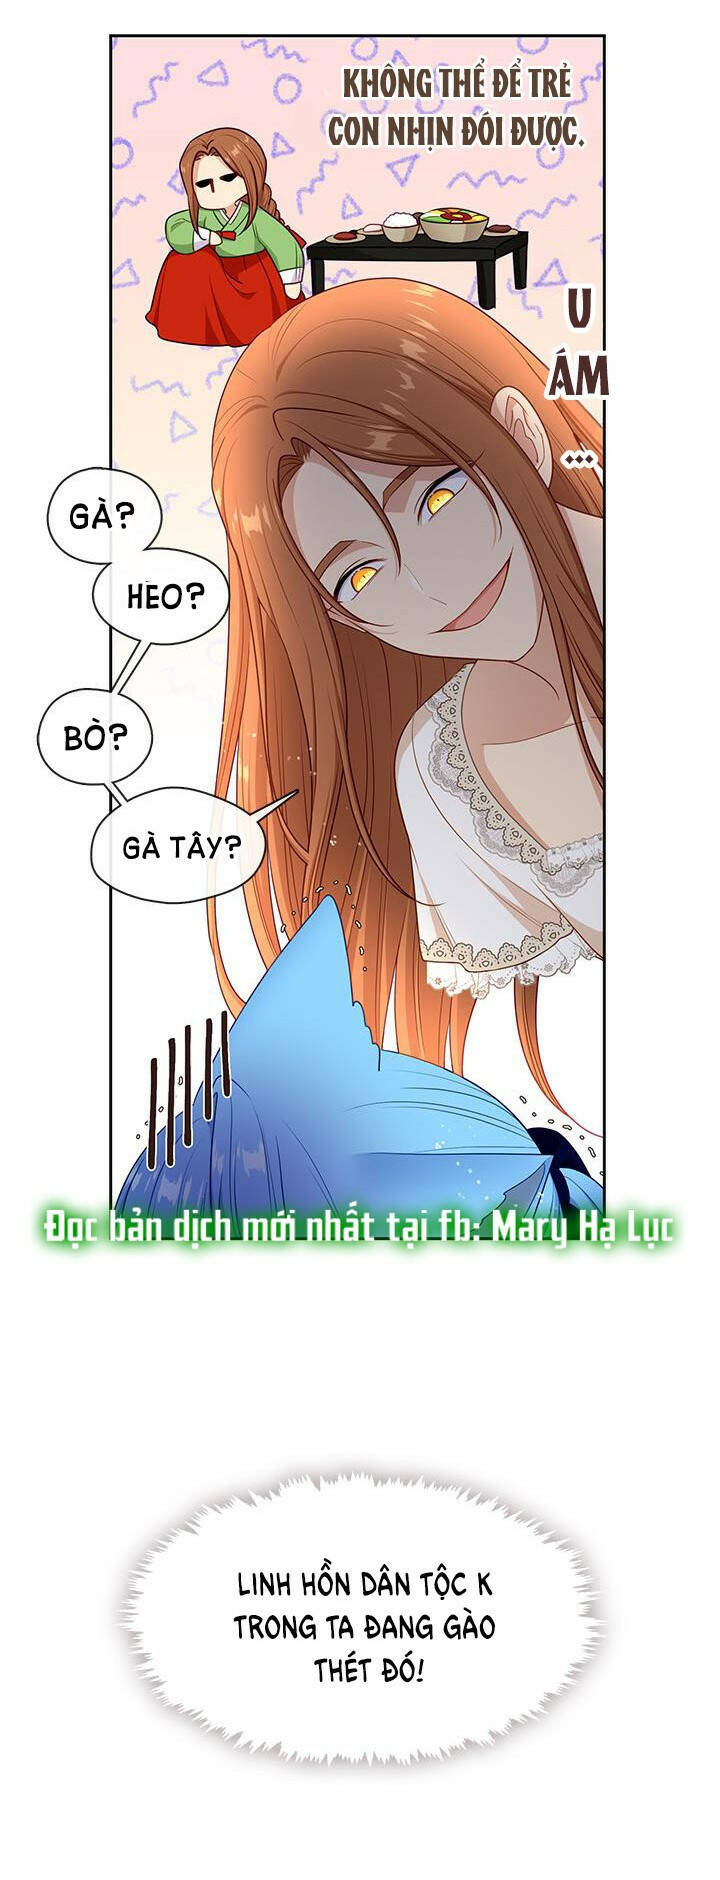 KHÔNG THỂ ĐỂ TRẺ
CON NHỊN ĐÓI ĐƯỢC.
U
ÁM
...
GÀ?
HEO?
BÒ?
GÀ TÂY?
Đọc bản dịch mới nhất tại fb: Mary Hạ Lục
LINH HỒN DÂN TỘC K
TRONG TA ĐANG GÀO
THÉT ĐÓ!